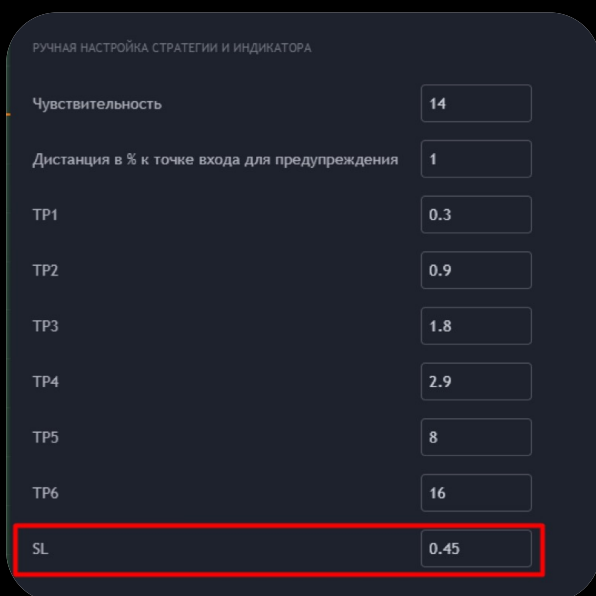 РУЧНАЯ НАСТРОЙКА СТРАТЕГИИ И ИНДИКАТОРА
Чувствительность 14
Дистанция в % к точке входа для предупреждения 1
TP1 0.3
TP2 0.9
TP3 1.8
TP4 2.9
TP5 8
TP6 16
SL 0.45